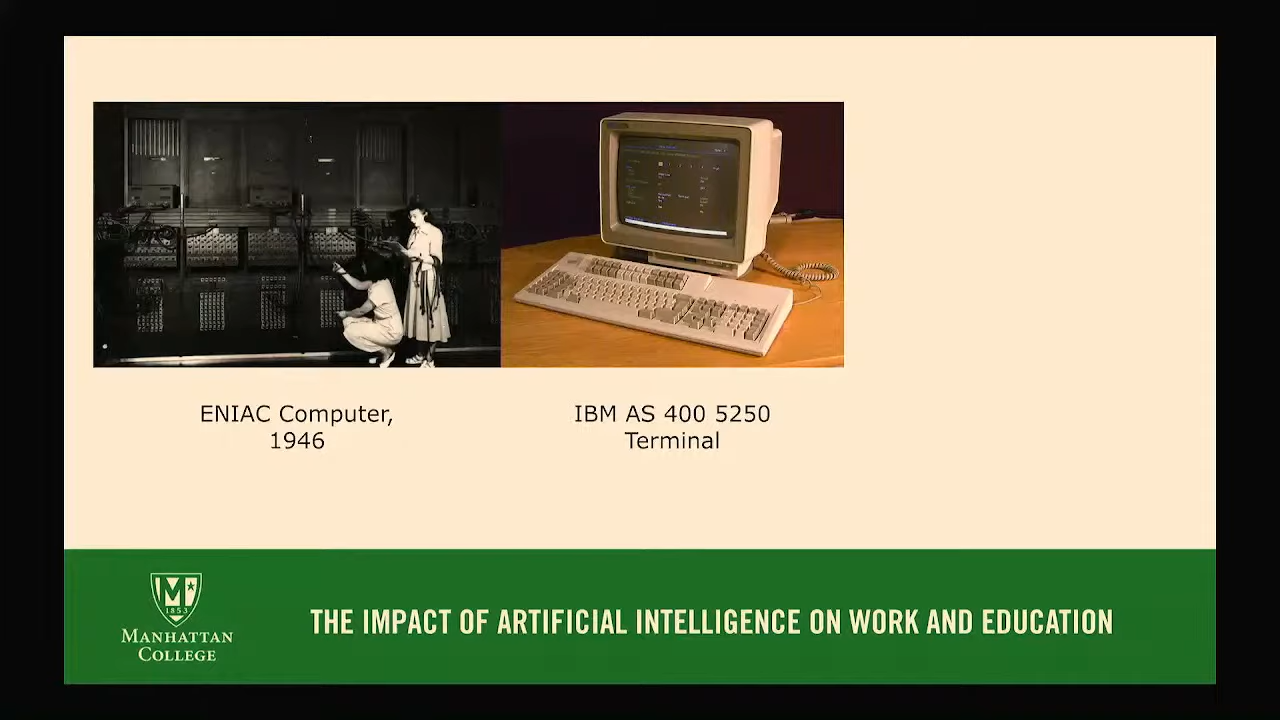 ENIAC Computer,
1946
IBM AS 400 5250
Terminal
M
1853
MANHATTAN
COLLEGE
THE IMPACT OF ARTIFICIAL INTELLIGENCE ON WORK AND EDUCATION